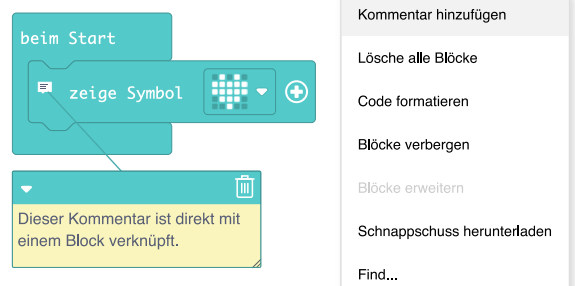 beim Start
zeige Symbol
Dieser Kommentar ist direkt mit
einem Block verknüpft.
Kommentar hinzufügen
Lösche alle Blöcke
Code formatieren
Blöcke verbergen
Blöcke erweitern
Schnappschuss herunterladen
Find...